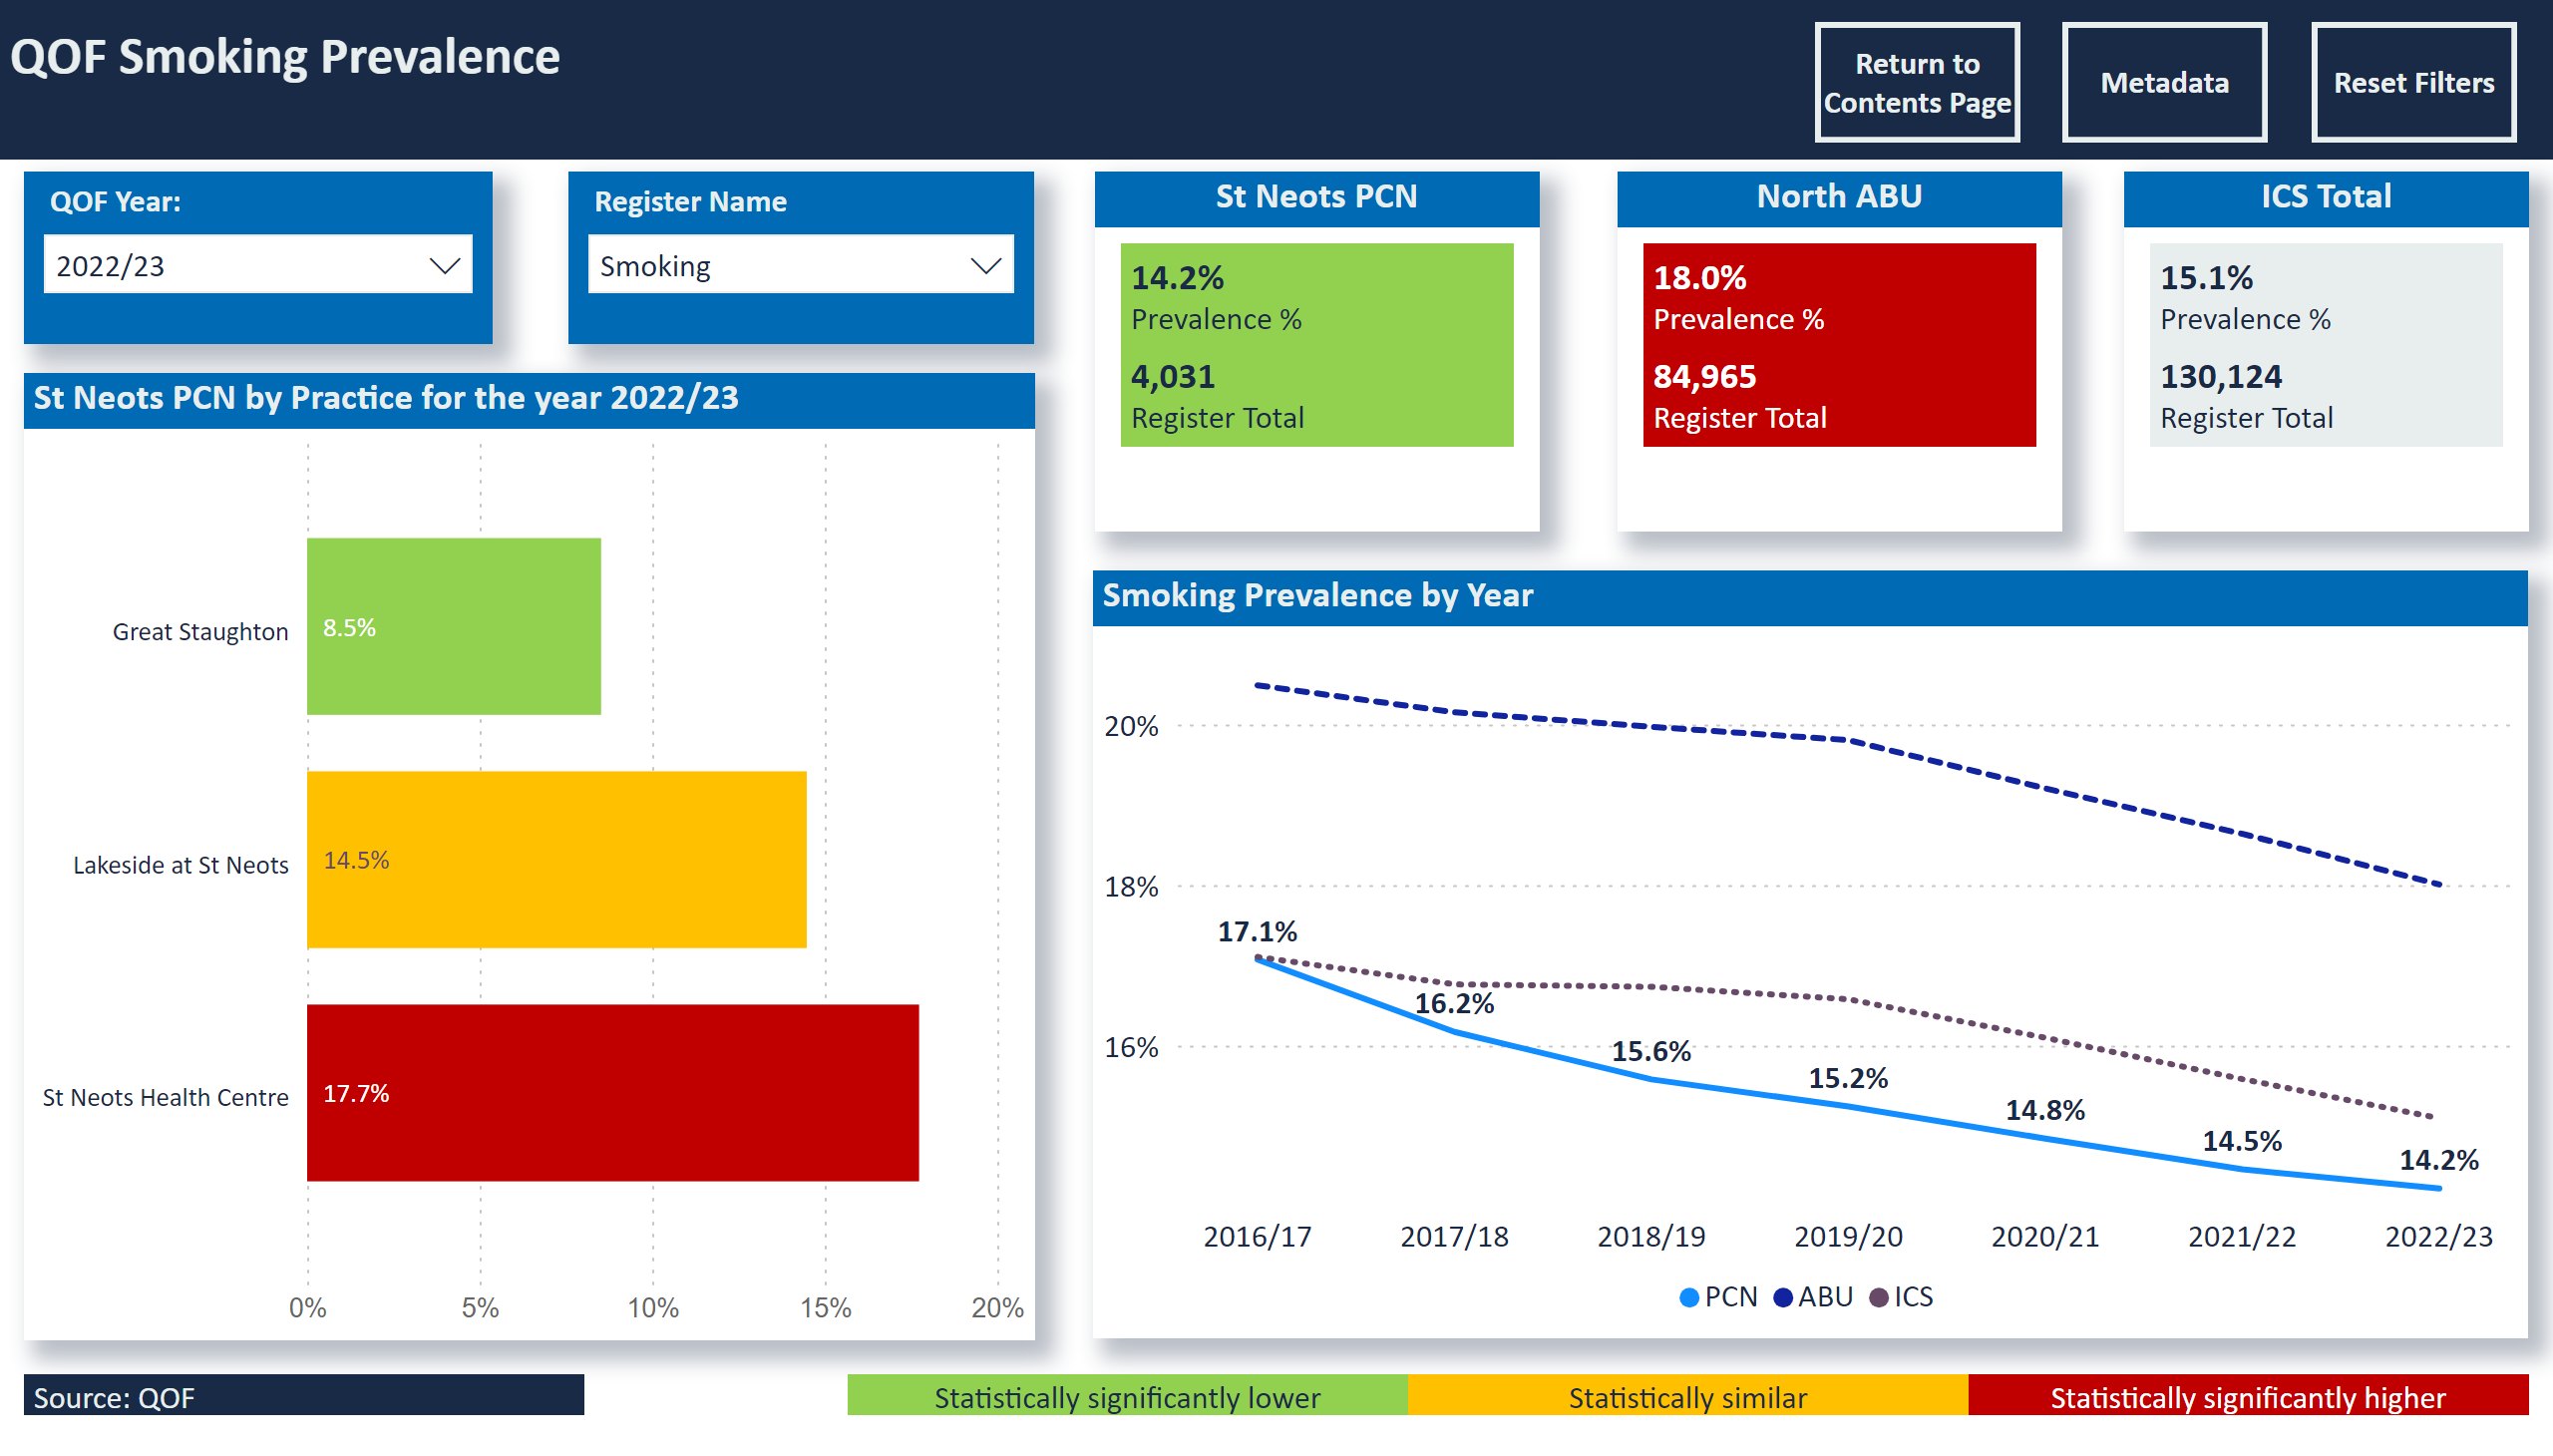 QOF Smoking Prevalence
Return to
Contents Page
Metadata
Reset Filters
QOF Year:
2022/23
Register Name
Smoking
St Neots PCN
14.2%
Prevalence %
4,031
Register Total
North ABU
18.0%
Prevalence %
84,965
Register Total
ICS Total
15.1%
Prevalence %
130,124
Register Total
St Neots PCN by Practice for the year 2022/23
Great Staughton
8.5%
Lakeside at St Neots
14.5%
St Neots Health Centre
17.7%
0%
5%
10%
15%
20%
Smoking Prevalence by Year
20%
18%
16%
17.1%
16.2%
15.6%
15.2%
14.8%
14.5%
14.2%
2016/17
2017/18
2018/19
2019/20
2020/21
2021/22
2022/23
PCN
ABU
ICS
Source: QOF
Statistically significantly lower
Statistically similar
Statistically significantly higher